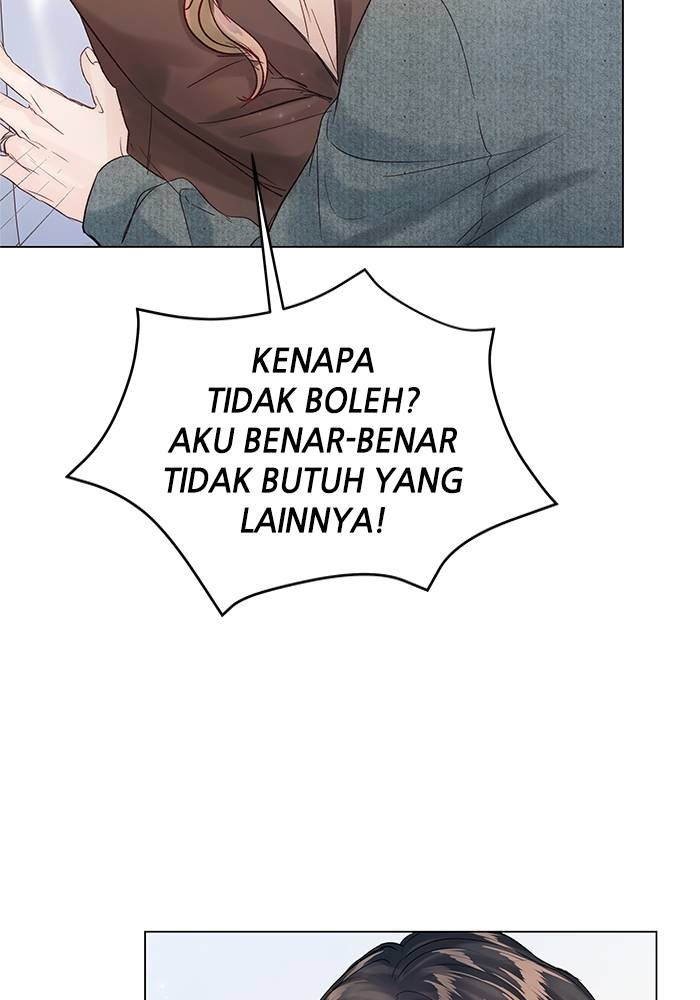 KENAPA
TIDAK BOLEH?
AKU BENAR-BENAR
TIDAK BUTUH YANG
LAINNYA!